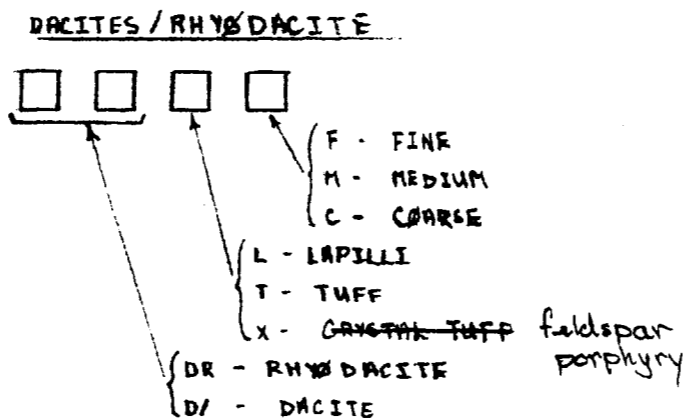 DACITES / RHYØDACITE
F - FINE
M - MEDIUM
C - CØARSE
L - LAPILLI
T - TUFF
X - CRYSTAL TUFF feldspar
porphyry
DR - RHYØDACITE
D/ - DACITE